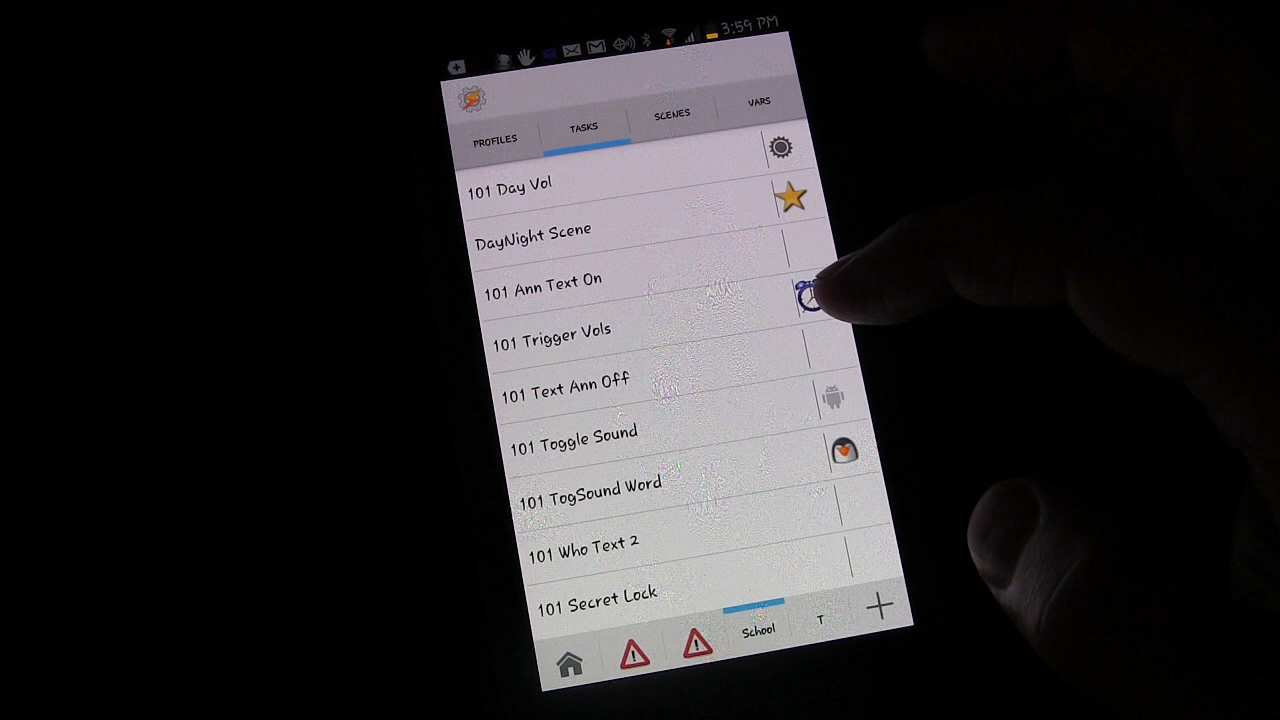 3:59 PM
PROFILES TASKS SCENES VARS
101 Day Vol
DayNight Scene
101 Ann Text On
101 Trigger Vols
101 Text Ann Off
101 Toggle Sound
101 TogSound Word
101 Who Text 2
101 Secret Lock
School T